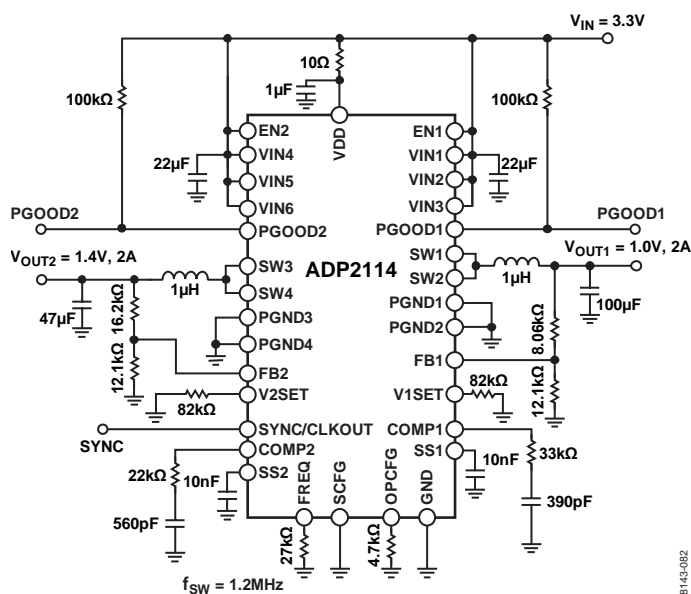 V_IN = 3.3V
10Ω
1µF
100kΩ
100kΩ
VDD
EN2
EN1
VIN4
VIN1
22µF
22µF
VIN5
VIN2
VIN6
VIN3
PGOOD2
PGOOD2
PGOOD1
PGOOD1
V_OUT2 = 1.4V, 2A
SW3
ADP2114
SW1
V_OUT1 = 1.0V, 2A
1µH
SW4
SW2
1µH
47µF
16.2kΩ
PGND3
PGND1
100µF
PGND4
PGND2
8.06kΩ
12.1kΩ
FB2
FB1
12.1kΩ
V2SET
V1SET
82kΩ
82kΩ
SYNC
SYNC/CLKOUT
COMP1
COMP2
SS1
22kΩ
10nF
SS2
10nF
33kΩ
FREQ
SCFG
OPCFG
GND
560pF
390pF
27kΩ
4.7kΩ
f_SW = 1.2MHz
8143-082